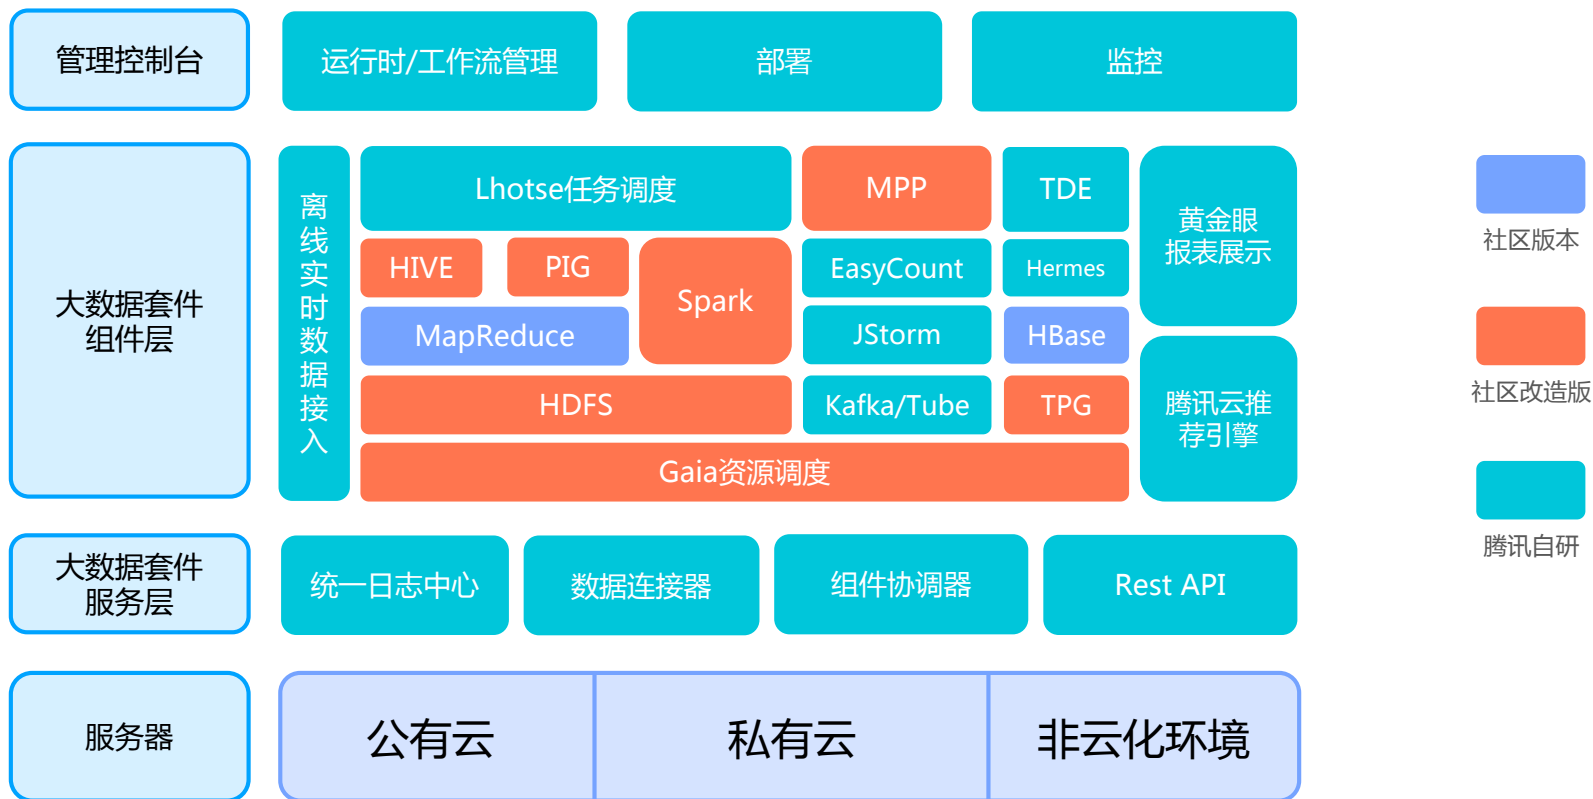 管理控制台
运行时/工作流管理
部署
监控
大数据套件
组件层
离线实时数据接入
Lhotse任务调度
MPP
TDE
黄金眼
报表展示
HIVE
PIG
Spark
EasyCount
Hermes
MapReduce
JStorm
HBase
HDFS
Kafka/Tube
TPG
腾讯云推
荐引擎
Gaia资源调度
社区版本
社区改造版
腾讯自研
大数据套件
服务层
统一日志中心
数据连接器
组件协调器
Rest API
服务器
公有云
私有云
非云化环境